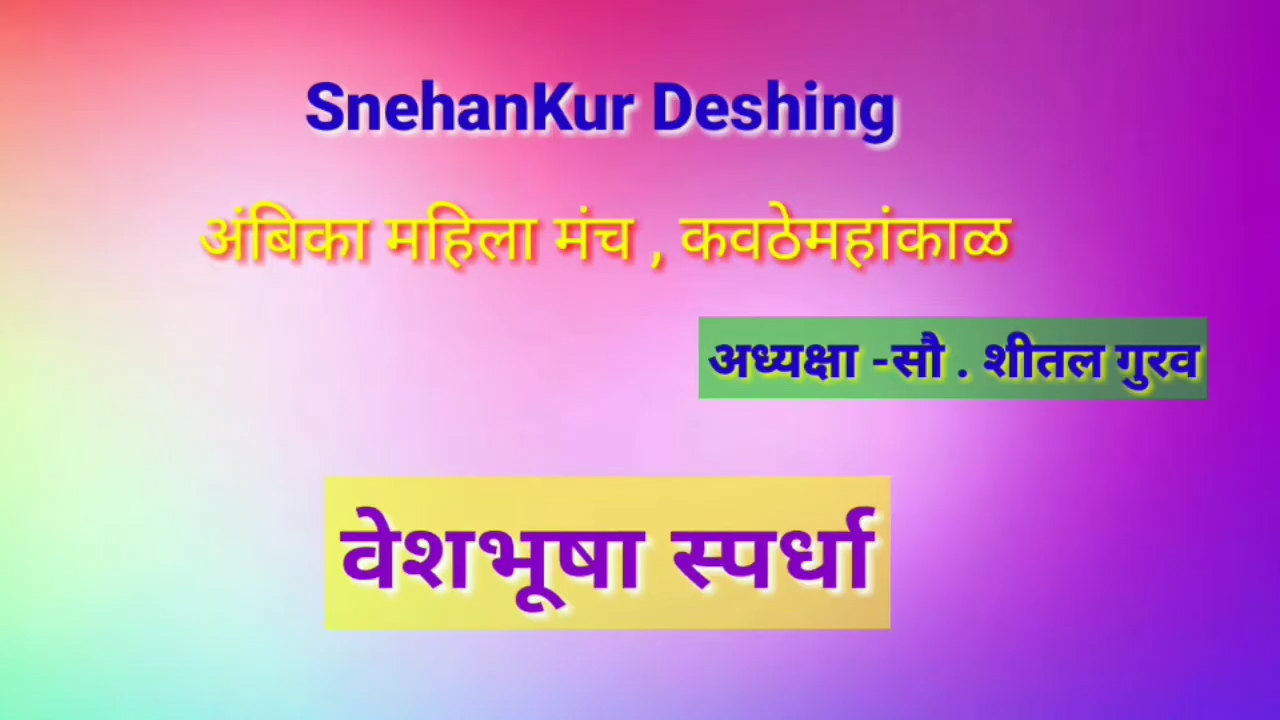 SnehanKur Deshing
अंबिका महिला मंच , कवठेमहांकाळ
अध्यक्षा -सौ . शीतल गुरव
वेशभूषा स्पर्धा